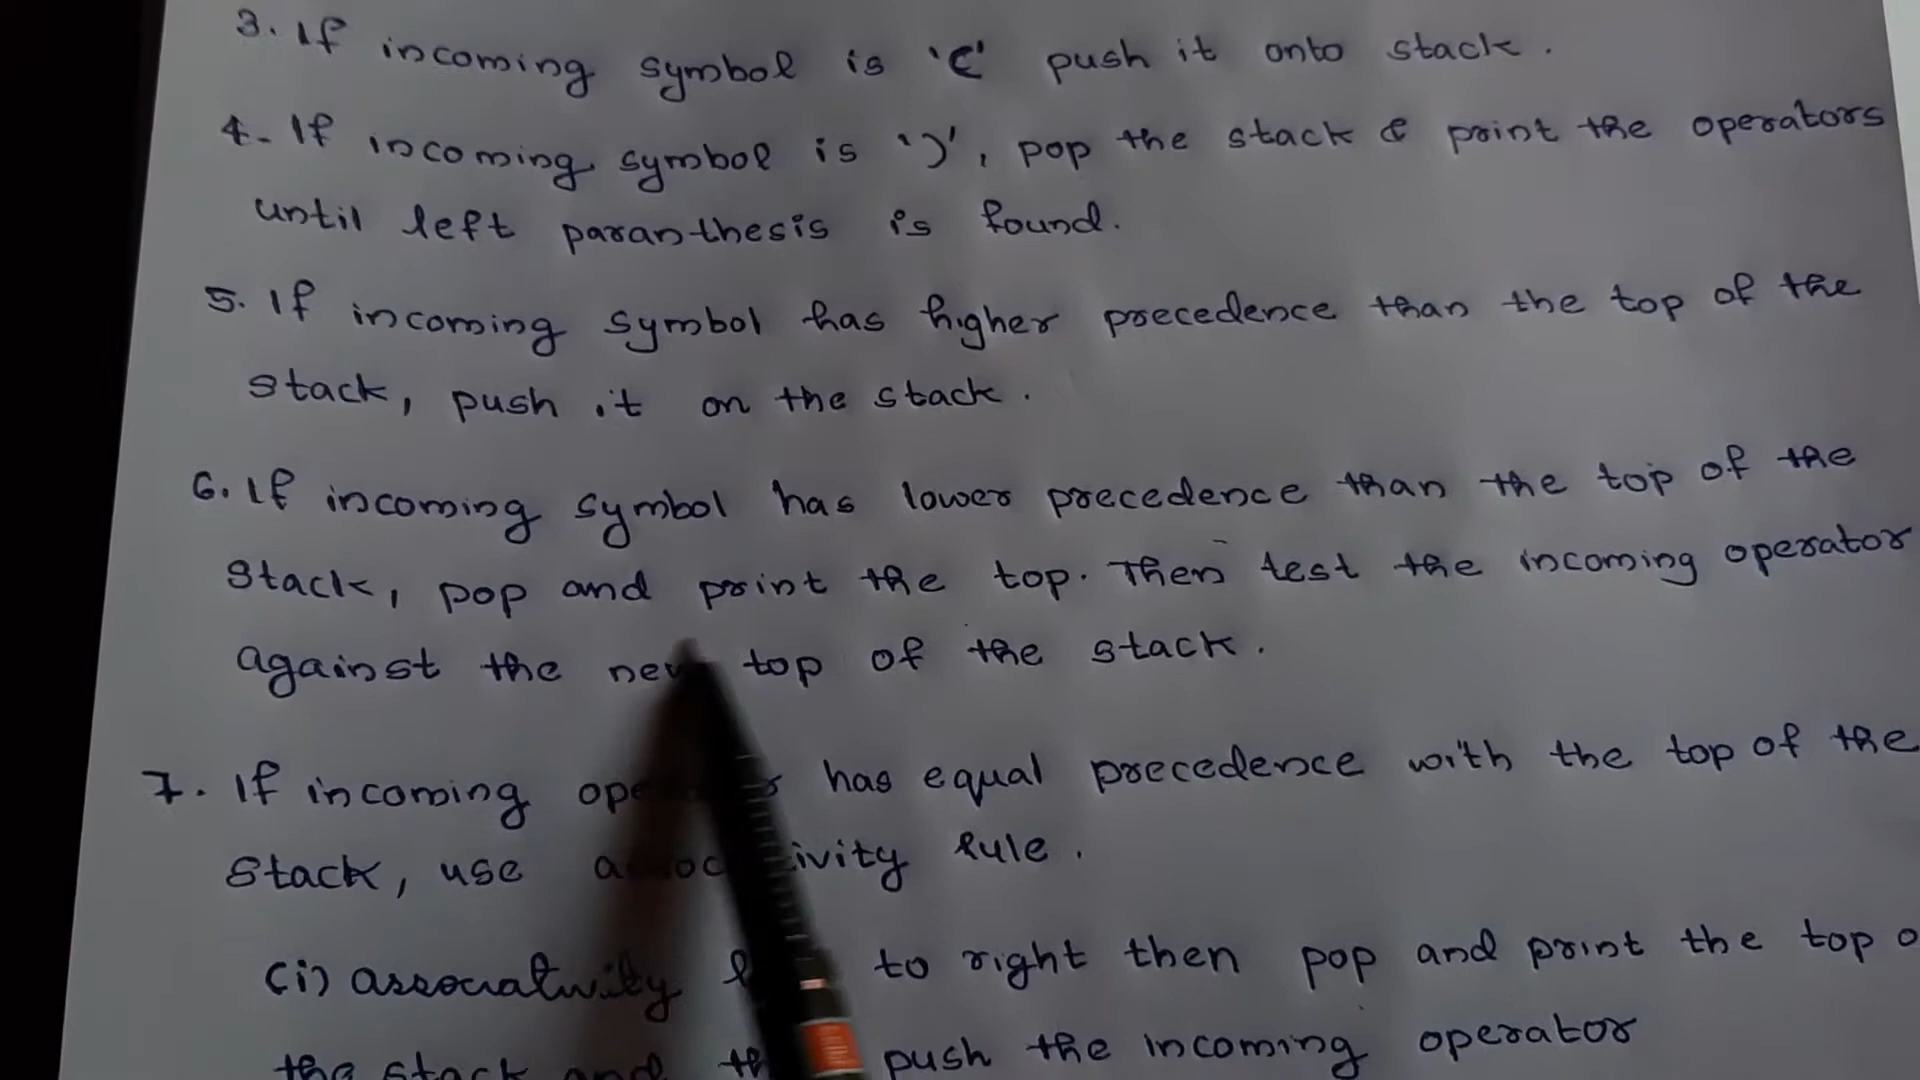 3. If incoming symbol is '(' push it onto stack.
4. If incoming symbol is ')', pop the stack & print the operators
until left paranthesis is found.
5. If incoming symbol has higher precedence than the top of the
stack, push it on the stack.
6. If incoming symbol has lower precedence than the top of the
stack, pop and print the top. Then test the incoming operator
against the new top of the stack.
7. If incoming has equal precedence with the top of the
stack, use rule.
(i) associativity to right then pop and print the top
the stack and push the incoming operator